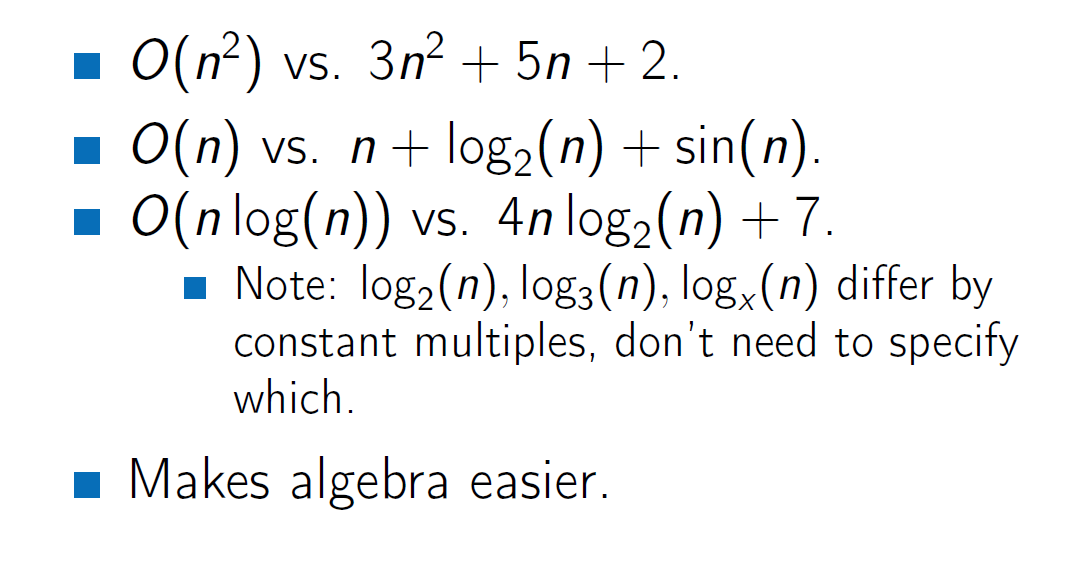 O(n²) vs. 3n² + 5n + 2.
O(n) vs. n + log₂(n) + sin(n).
O(n log(n)) vs. 4n log₂(n) + 7.
Note: log₂(n), log₃(n), logₓ(n) differ by
constant multiples, don't need to specify
which.
Makes algebra easier.